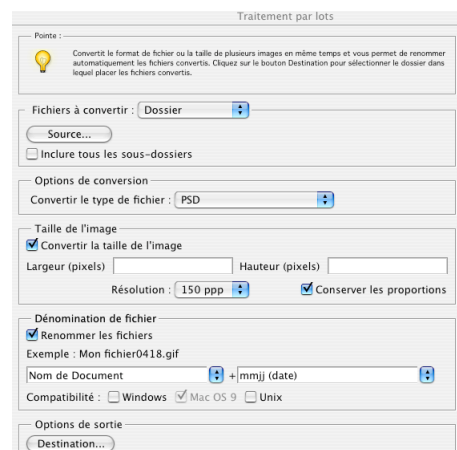 Traitement par lots
Pointe :
Convertit le format de fichier ou la taille de plusieurs images en même temps et vous permet de renommer
automatiquement les fichiers convertis. Cliquez sur le bouton Destination pour sélectionner le dossier dans
lequel placer les fichiers convertis.
Fichiers à convertir : Dossier
Source...
Inclure tous les sous-dossiers
Options de conversion
Convertir le type de fichier : PSD
Taille de l'image
Convertir la taille de l'image
Largeur (pixels) Hauteur (pixels)
Résolution : 150 ppp Conserver les proportions
Dénomination de fichier
Renommer les fichiers
Exemple : Mon fichier0418.gif
Nom de Document + mmjj (date)
Compatibilité : Windows Mac OS 9 Unix
Options de sortie
Destination...